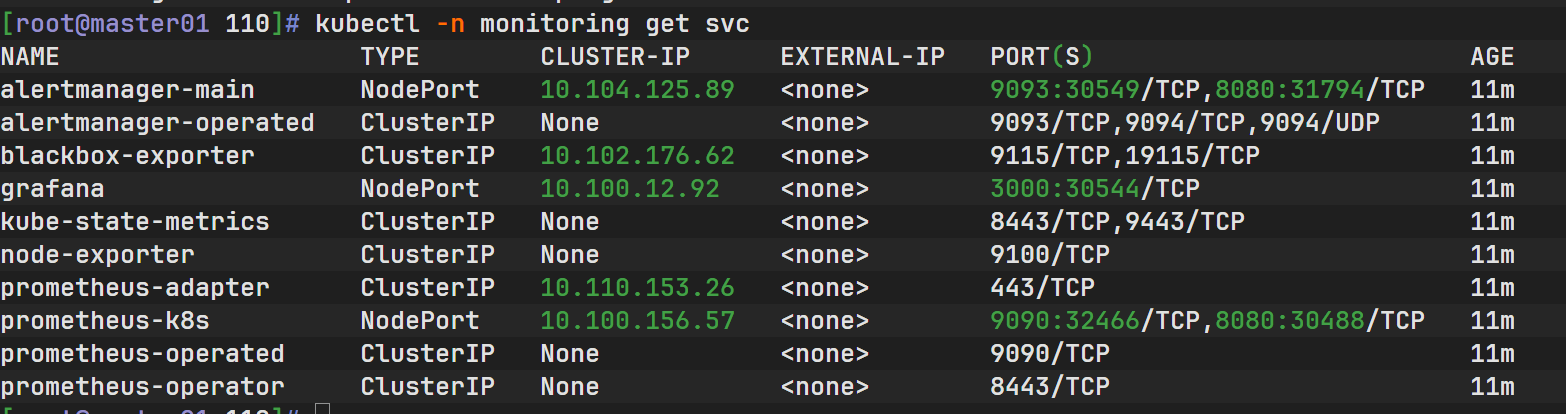 [root@master01 110]# kubectl -n monitoring get svc
NAME TYPE CLUSTER-IP EXTERNAL-IP PORT(S) AGE
alertmanager-main NodePort 10.104.125.89 <none> 9093:30549/TCP,8080:31794/TCP 11m
alertmanager-operated ClusterIP None <none> 9093/TCP,9094/TCP,9094/UDP 11m
blackbox-exporter ClusterIP 10.102.176.62 <none> 9115/TCP,19115/TCP 11m
grafana NodePort 10.100.12.92 <none> 3000:30544/TCP 11m
kube-state-metrics ClusterIP None <none> 8443/TCP,9443/TCP 11m
node-exporter ClusterIP None <none> 9100/TCP 11m
prometheus-adapter ClusterIP 10.110.153.26 <none> 443/TCP 11m
prometheus-k8s NodePort 10.100.156.57 <none> 9090:32466/TCP,8080:30488/TCP 11m
prometheus-operated ClusterIP None <none> 9090/TCP 11m
prometheus-operator ClusterIP None <none> 8443/TCP 11m